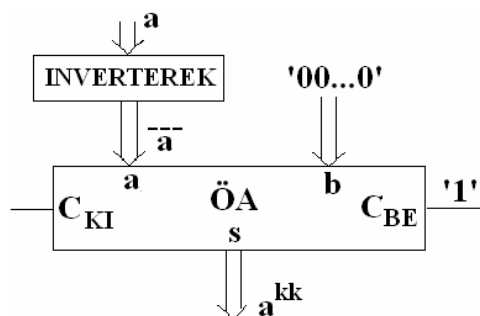 a
INVERTEREK
'00...0'
a
a
b
C_KI
ÖA
C_BE
'1'
s
a^kk